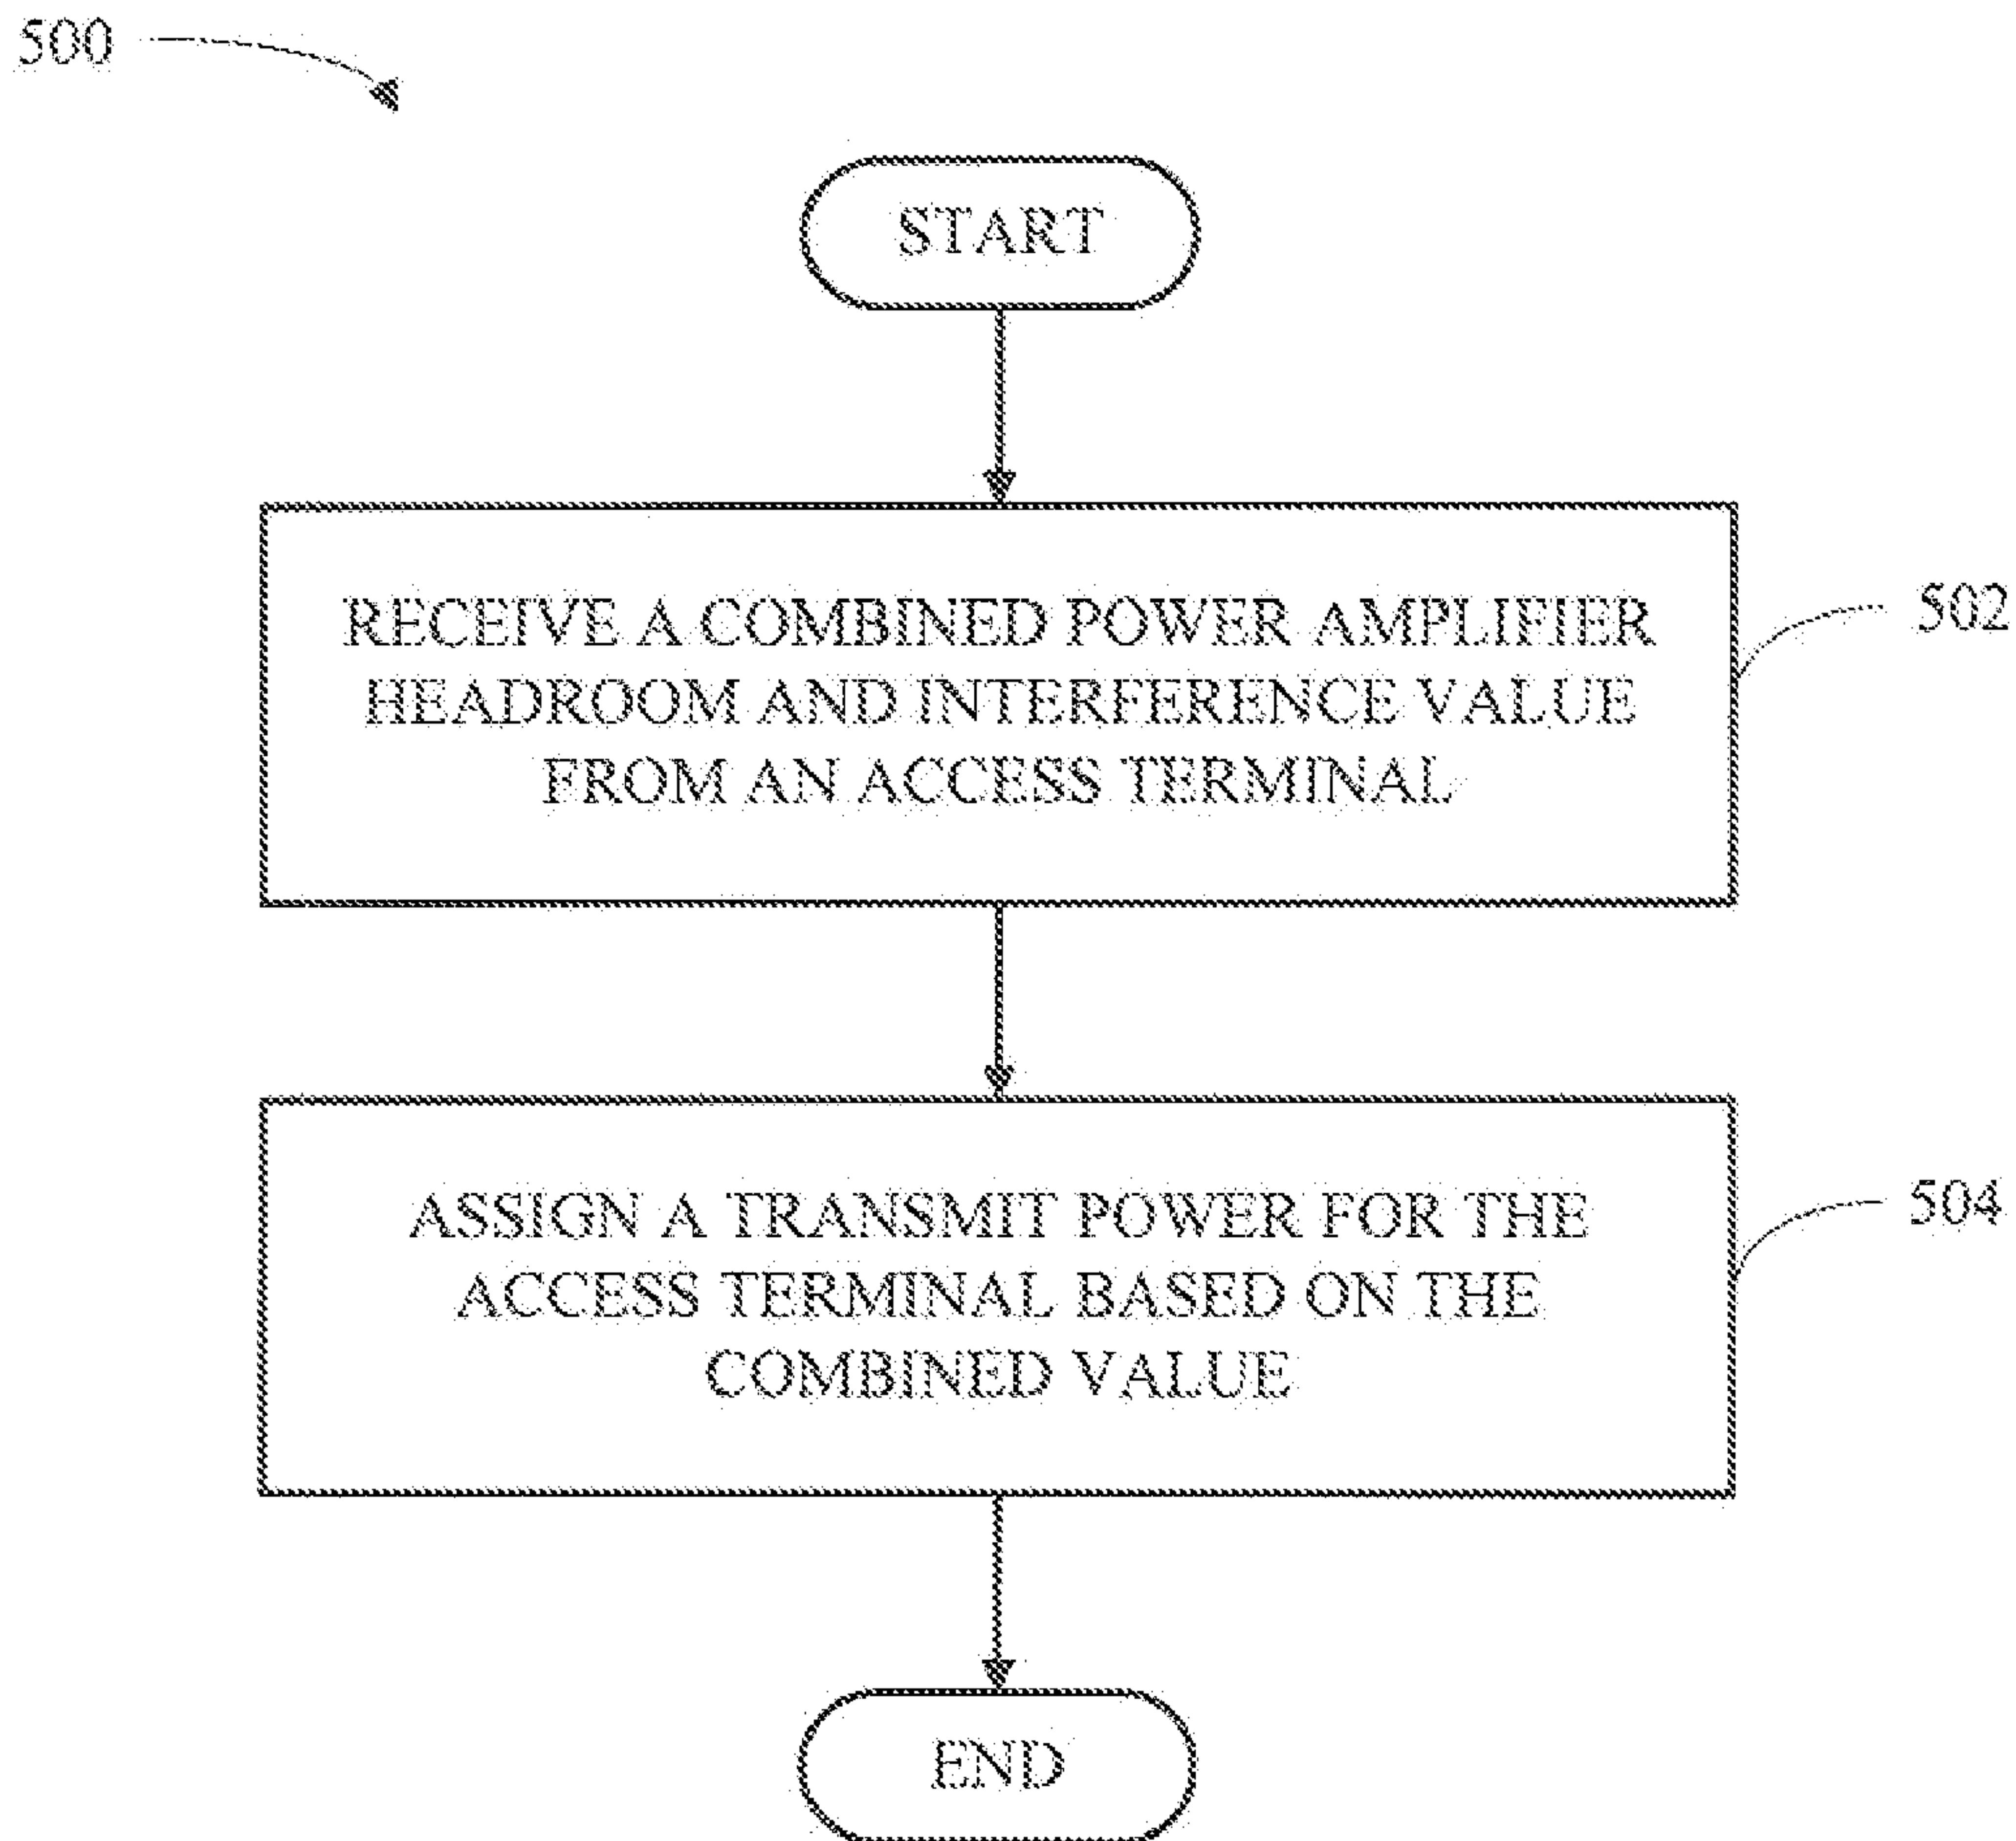 500
START
RECEIVE A COMBINED POWER AMPLIFIER
HEADROOM AND INTERFERENCE VALUE
FROM AN ACCESS TERMINAL
502
ASSIGN A TRANSMIT POWER FOR THE
ACCESS TERMINAL BASED ON THE
COMBINED VALUE
504
END